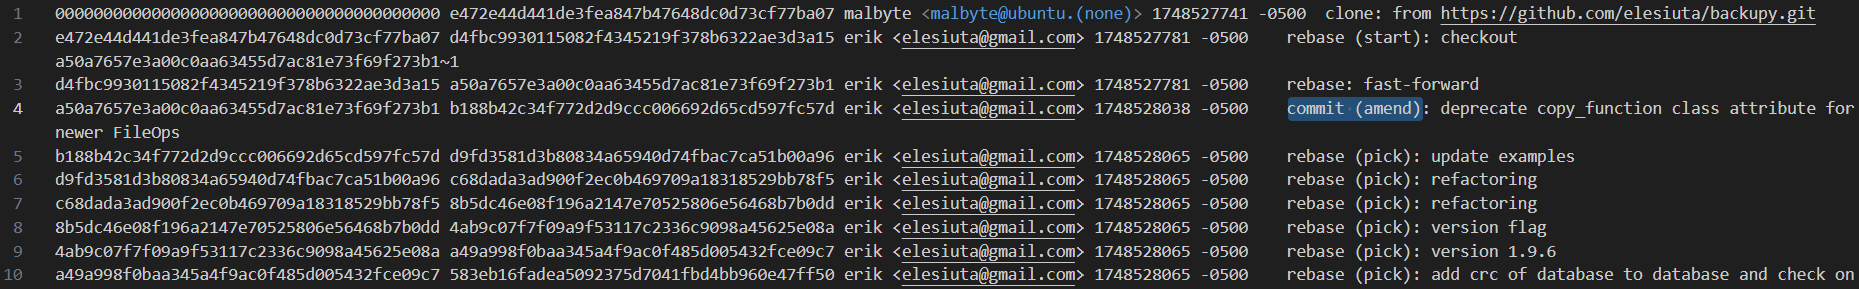 1 0000000000000000000000000000000000000000 e472e44d441de3fea847b47648dc0d73cf77ba07 malbyte <malbyte@ubuntu.(none)> 1748527741 -0500 clone: from https://github.com/elesiuta/backupy.git
2 e472e44d441de3fea847b47648dc0d73cf77ba07 d4fbc9930115082f4345219f378b6322ae3d3a15 erik <elesiuta@gmail.com> 1748527781 -0500 rebase (start): checkout
a50a7657e3a00c0aa63455d7ac81e73f69f273b1~1
3 d4fbc9930115082f4345219f378b6322ae3d3a15 a50a7657e3a00c0aa63455d7ac81e73f69f273b1 erik <elesiuta@gmail.com> 1748527781 -0500 rebase: fast-forward
4 a50a7657e3a00c0aa63455d7ac81e73f69f273b1 b188b42c34f772d2d9ccc006692d65cd597fc57d erik <elesiuta@gmail.com> 1748528038 -0500 commit (amend): deprecate copy_function class attribute for
newer FileOps
5 b188b42c34f772d2d9ccc006692d65cd597fc57d d9fd3581d3b80834a65940d74fbac7ca51b00a96 erik <elesiuta@gmail.com> 1748528065 -0500 rebase (pick): update examples
6 d9fd3581d3b80834a65940d74fbac7ca51b00a96 c68dada3ad900f2ec0b469709a18318529bb78f5 erik <elesiuta@gmail.com> 1748528065 -0500 rebase (pick): refactoring
7 c68dada3ad900f2ec0b469709a18318529bb78f5 8b5dc46e08f196a2147e70525806e56468b7b0dd erik <elesiuta@gmail.com> 1748528065 -0500 rebase (pick): refactoring
8 8b5dc46e08f196a2147e70525806e56468b7b0dd 4ab9c07f7f09a9f53117c2336c9098a45625e08a erik <elesiuta@gmail.com> 1748528065 -0500 rebase (pick): version flag
9 4ab9c07f7f09a9f53117c2336c9098a45625e08a a49a998f0baa345a4f9ac0f485d005432fce09c7 erik <elesiuta@gmail.com> 1748528065 -0500 rebase (pick): version 1.9.6
10 a49a998f0baa345a4f9ac0f485d005432fce09c7 583eb16fadea5092375d7041fbd4bb960e47ff50 erik <elesiuta@gmail.com> 1748528065 -0500 rebase (pick): add crc of database to database and check on